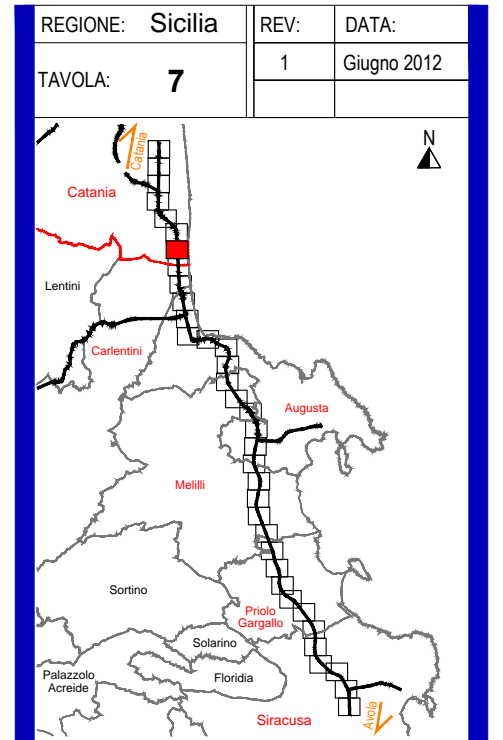 REGIONE: Sicilia
REV:
DATA:
TAVOLA: 7
1
Giugno 2012
N
Catania
Catania
Lentini
Carlentini
Augusta
Melilli
Sortino
Priolo
Gargallo
Solarino
Palazzolo
Acreide
Floridia
Siracusa
Avola